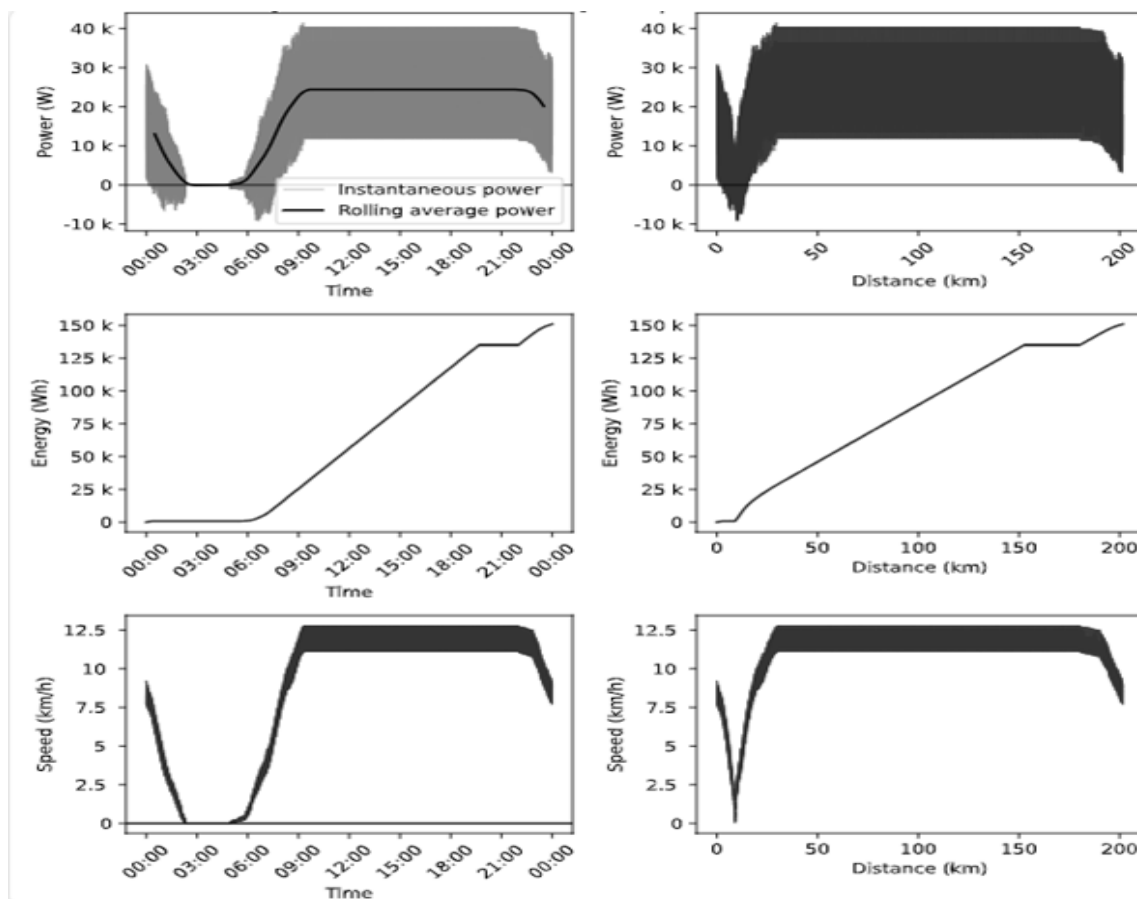 40 k
30 k
20 k
10 k
0
-10 k
Power (W)
Instantaneous power
Rolling average power
00:00 03:00 06:00 09:00 12:00 15:00 18:00 21:00 00:00
Time
40 k
30 k
20 k
10 k
0
-10 k
Power (W)
0 50 100 150 200
Distance (km)
150 k
125 k
100 k
75 k
50 k
25 k
0
Energy (Wh)
00:00 03:00 06:00 09:00 12:00 15:00 18:00 21:00 00:00
Time
150 k
125 k
100 k
75 k
50 k
25 k
0
Energy (Wh)
0 50 100 150 200
Distance (km)
12.5
10
7.5
5
2.5
0
Speed (km/h)
00:00 03:00 06:00 09:00 12:00 15:00 18:00 21:00 00:00
Time
12.5
10
7.5
5
2.5
0
Speed (km/h)
0 50 100 150 200
Distance (km)